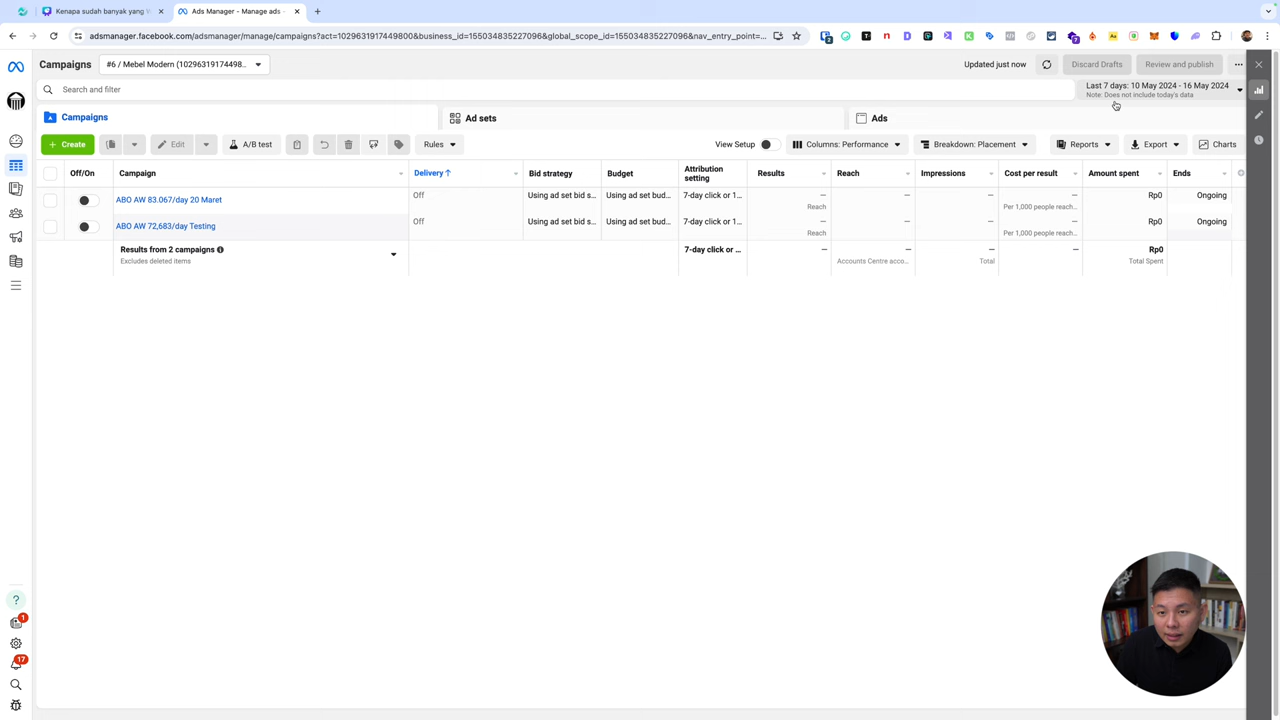 Kenapa sudah banyak yang W
Ads Manager - Manage ads -
adsmanager.facebook.com/adsmanager/manage/campaigns?act=1029631917449800&business_id=155034835227096&global_scope_id=155034835227096&nav_entry_point=...
Campaigns
#6 / Mebel Modern (10296319174498...
Updated just now
Discard Drafts
Review and publish
Search and filter
Last 7 days: 10 May 2024 - 16 May 2024
Note: Does not include today's data
Campaigns
Ad sets
Ads
+ Create
Edit
A/B test
Rules
View Setup
Columns: Performance
Breakdown: Placement
Reports
Export
Charts
Off/On
Campaign
Delivery ↑
Bid strategy
Budget
Attribution setting
Results
Reach
Impressions
Cost per result
Amount spent
Ends
ABO AW 83.067/day 20 Maret
Off
Using ad set bid s...
Using ad set bud...
7-day click or 1...
—
Reach
—
—
—
Per 1,000 people reach...
Rp0
Ongoing
ABO AW 72,683/day Testing
Off
Using ad set bid s...
Using ad set bud...
7-day click or 1...
—
Reach
—
—
—
Per 1,000 people reach...
Rp0
Ongoing
Results from 2 campaigns
Excludes deleted items
7-day click or ...
—
—
Accounts Centre acco...
—
Total
—
Rp0
Total Spent
1
17